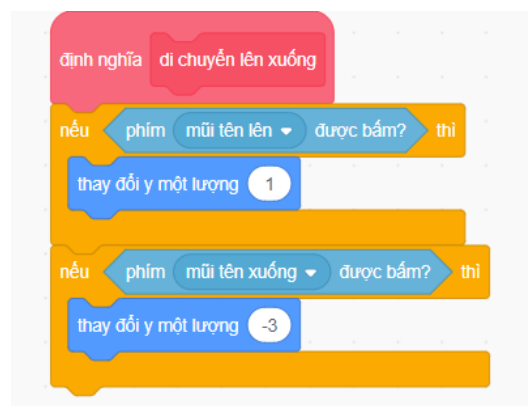 định nghĩa di chuyển lên xuống
nếu phím mũi tên lên được bấm? thì
thay đổi y một lượng 1
nếu phím mũi tên xuống được bấm? thì
thay đổi y một lượng -3